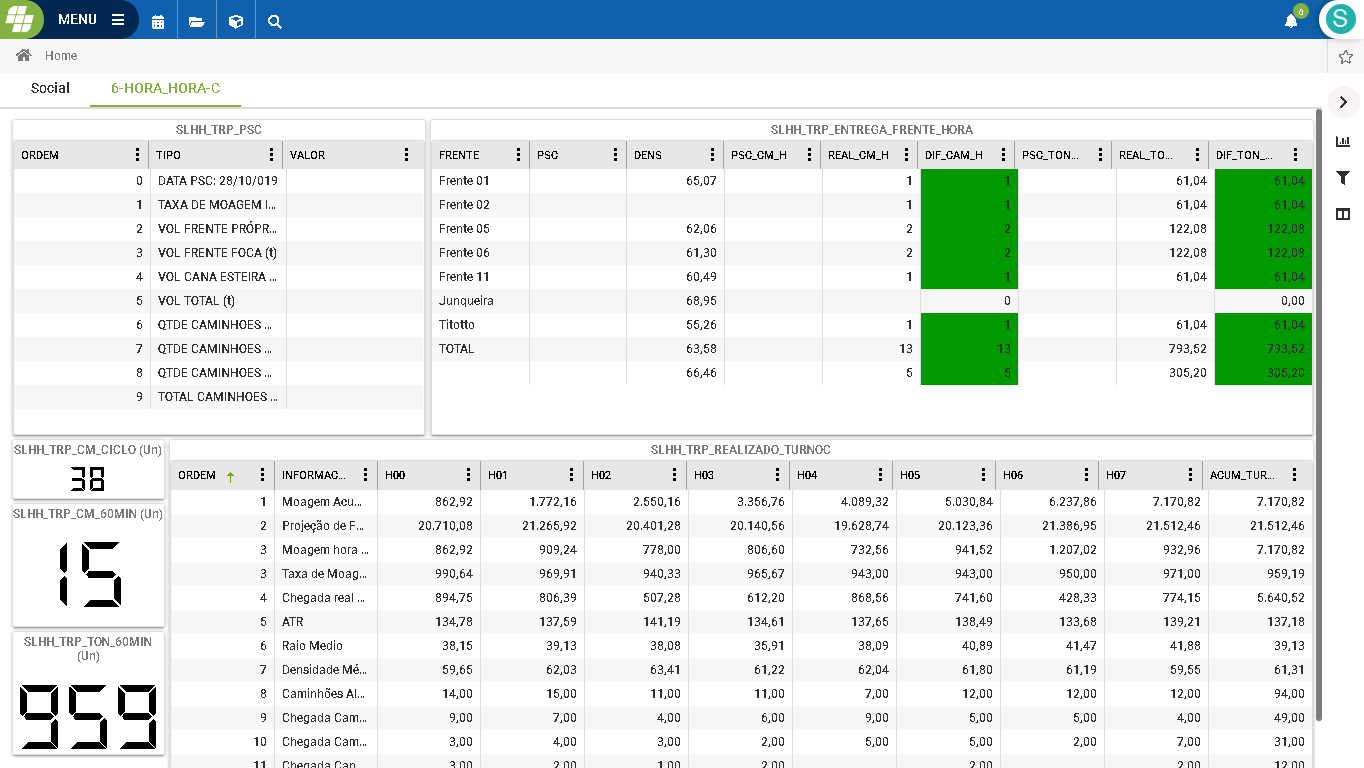 MENU
0
S
Home
Social 6-HORA_HORA-C
SLHH_TRP_PSC
ORDEM TIPO VALOR
0 DATA PSC: 28/10/019
1 TAXA DE MOAGEM I...
2 VOL FRENTE PRÓPR...
3 VOL FRENTE FOCA (t)
4 VOL CANA ESTEIRA ...
5 VOL TOTAL (t)
6 QTDE CAMINHOES ...
7 QTDE CAMINHOES ...
8 QTDE CAMINHOES ...
9 TOTAL CAMINHOES ...
SLHH_TRP_ENTREGA_FRENTE_HORA
FRENTE PSC DENS PSC_CM_H REAL_CM_H DIF_CAM_H PSC_TON... REAL_TO... DIF_TON_...
Frente 01 65,07 1 1 61,04 61,04
Frente 02 1 1 61,04 61,04
Frente 05 62,06 2 2 122,08 122,08
Frente 06 61,30 2 2 122,08 122,08
Frente 11 60,49 1 1 61,04 61,04
Junqueira 68,95 0 0,00
Titotto 55,26 1 1 61,04 61,04
TOTAL 63,58 13 13 793,52 793,52
66,46 5 5 305,20 305,20
SLHH_TRP_CM_CICLO (Un)
38
SLHH_TRP_CM_60MIN (Un)
15
SLHH_TRP_TON_60MIN
(Un)
959
SLHH_TRP_REALIZADO_TURNOC
ORDEM INFORMAC... H00 H01 H02 H03 H04 H05 H06 H07 ACUM_TUR...
1 Moagem Acu... 862,92 1.772,16 2.550,16 3.356,76 4.089,32 5.030,84 6.237,86 7.170,82 7.170,82
2 Projeção de F... 20.710,08 21.265,92 20.401,28 20.140,56 19.628,74 20.123,36 21.386,95 21.512,46 21.512,46
3 Moagem hora ... 862,92 909,24 778,00 806,60 732,56 941,52 1.207,02 932,96 7.170,82
3 Taxa de Moag... 990,64 969,91 940,33 965,67 943,00 943,00 950,00 971,00 959,19
4 Chegada real ... 894,75 806,39 507,28 612,20 868,56 741,60 428,33 774,15 5.640,52
5 ATR 134,78 137,59 141,19 134,61 137,65 138,49 133,68 139,21 137,18
6 Raio Medio 38,15 39,13 38,08 35,91 38,09 40,89 41,47 41,88 39,13
7 Densidade Mé... 59,65 62,03 63,41 61,22 62,04 61,80 61,19 59,55 61,31
8 Caminhões Al... 14,00 15,00 11,00 11,00 7,00 12,00 12,00 12,00 94,00
9 Chegada Cam... 9,00 7,00 4,00 6,00 9,00 5,00 5,00 4,00 49,00
10 Chegada Cam... 3,00 4,00 3,00 2,00 5,00 5,00 2,00 7,00 31,00
11 Chegada Can... 3,00 2,00 1,00 2,00 2,00 2,00 12,00